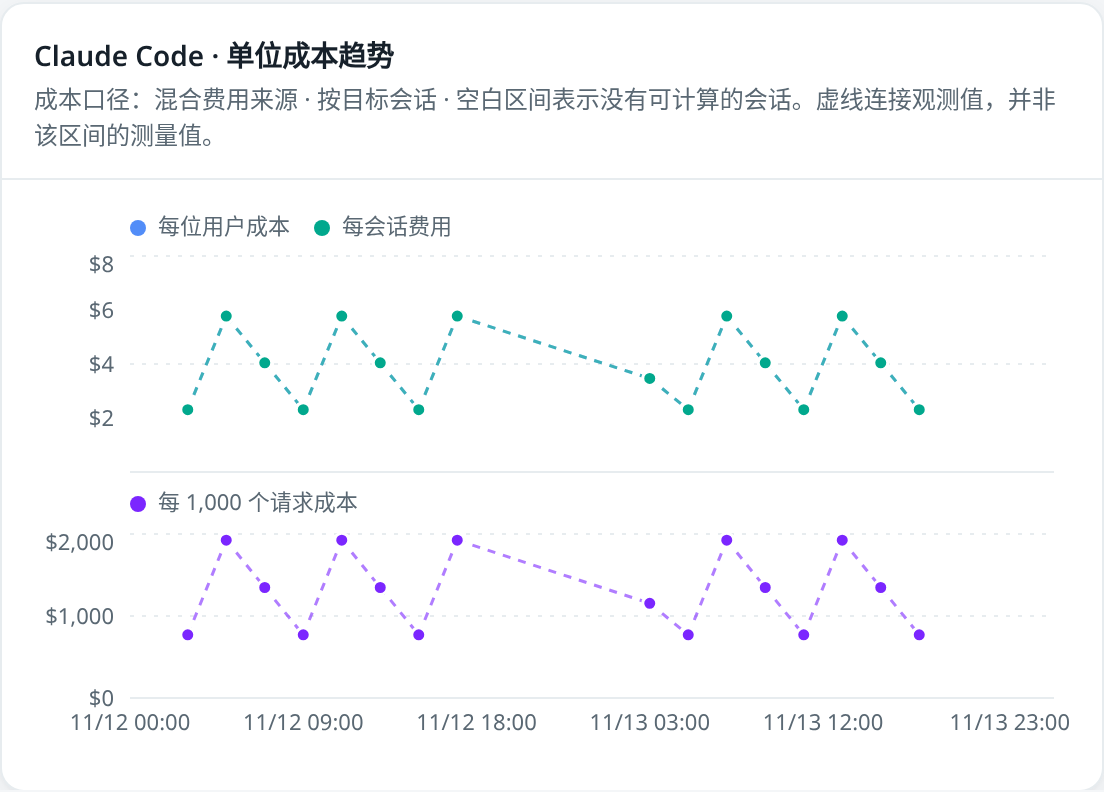 Claude Code · 单位成本趋势
成本口径：混合费用来源 · 按目标会话 · 空白区间表示没有可计算的会话。虚线连接观测值，并非
该区间的测量值。
每位用户成本 每会话费用
$8
$6
$4
$2
每 1,000 个请求成本
$2,000
$1,000
$0
11/12 00:00 11/12 09:00 11/12 18:00 11/13 03:00 11/13 12:00 11/13 23:00